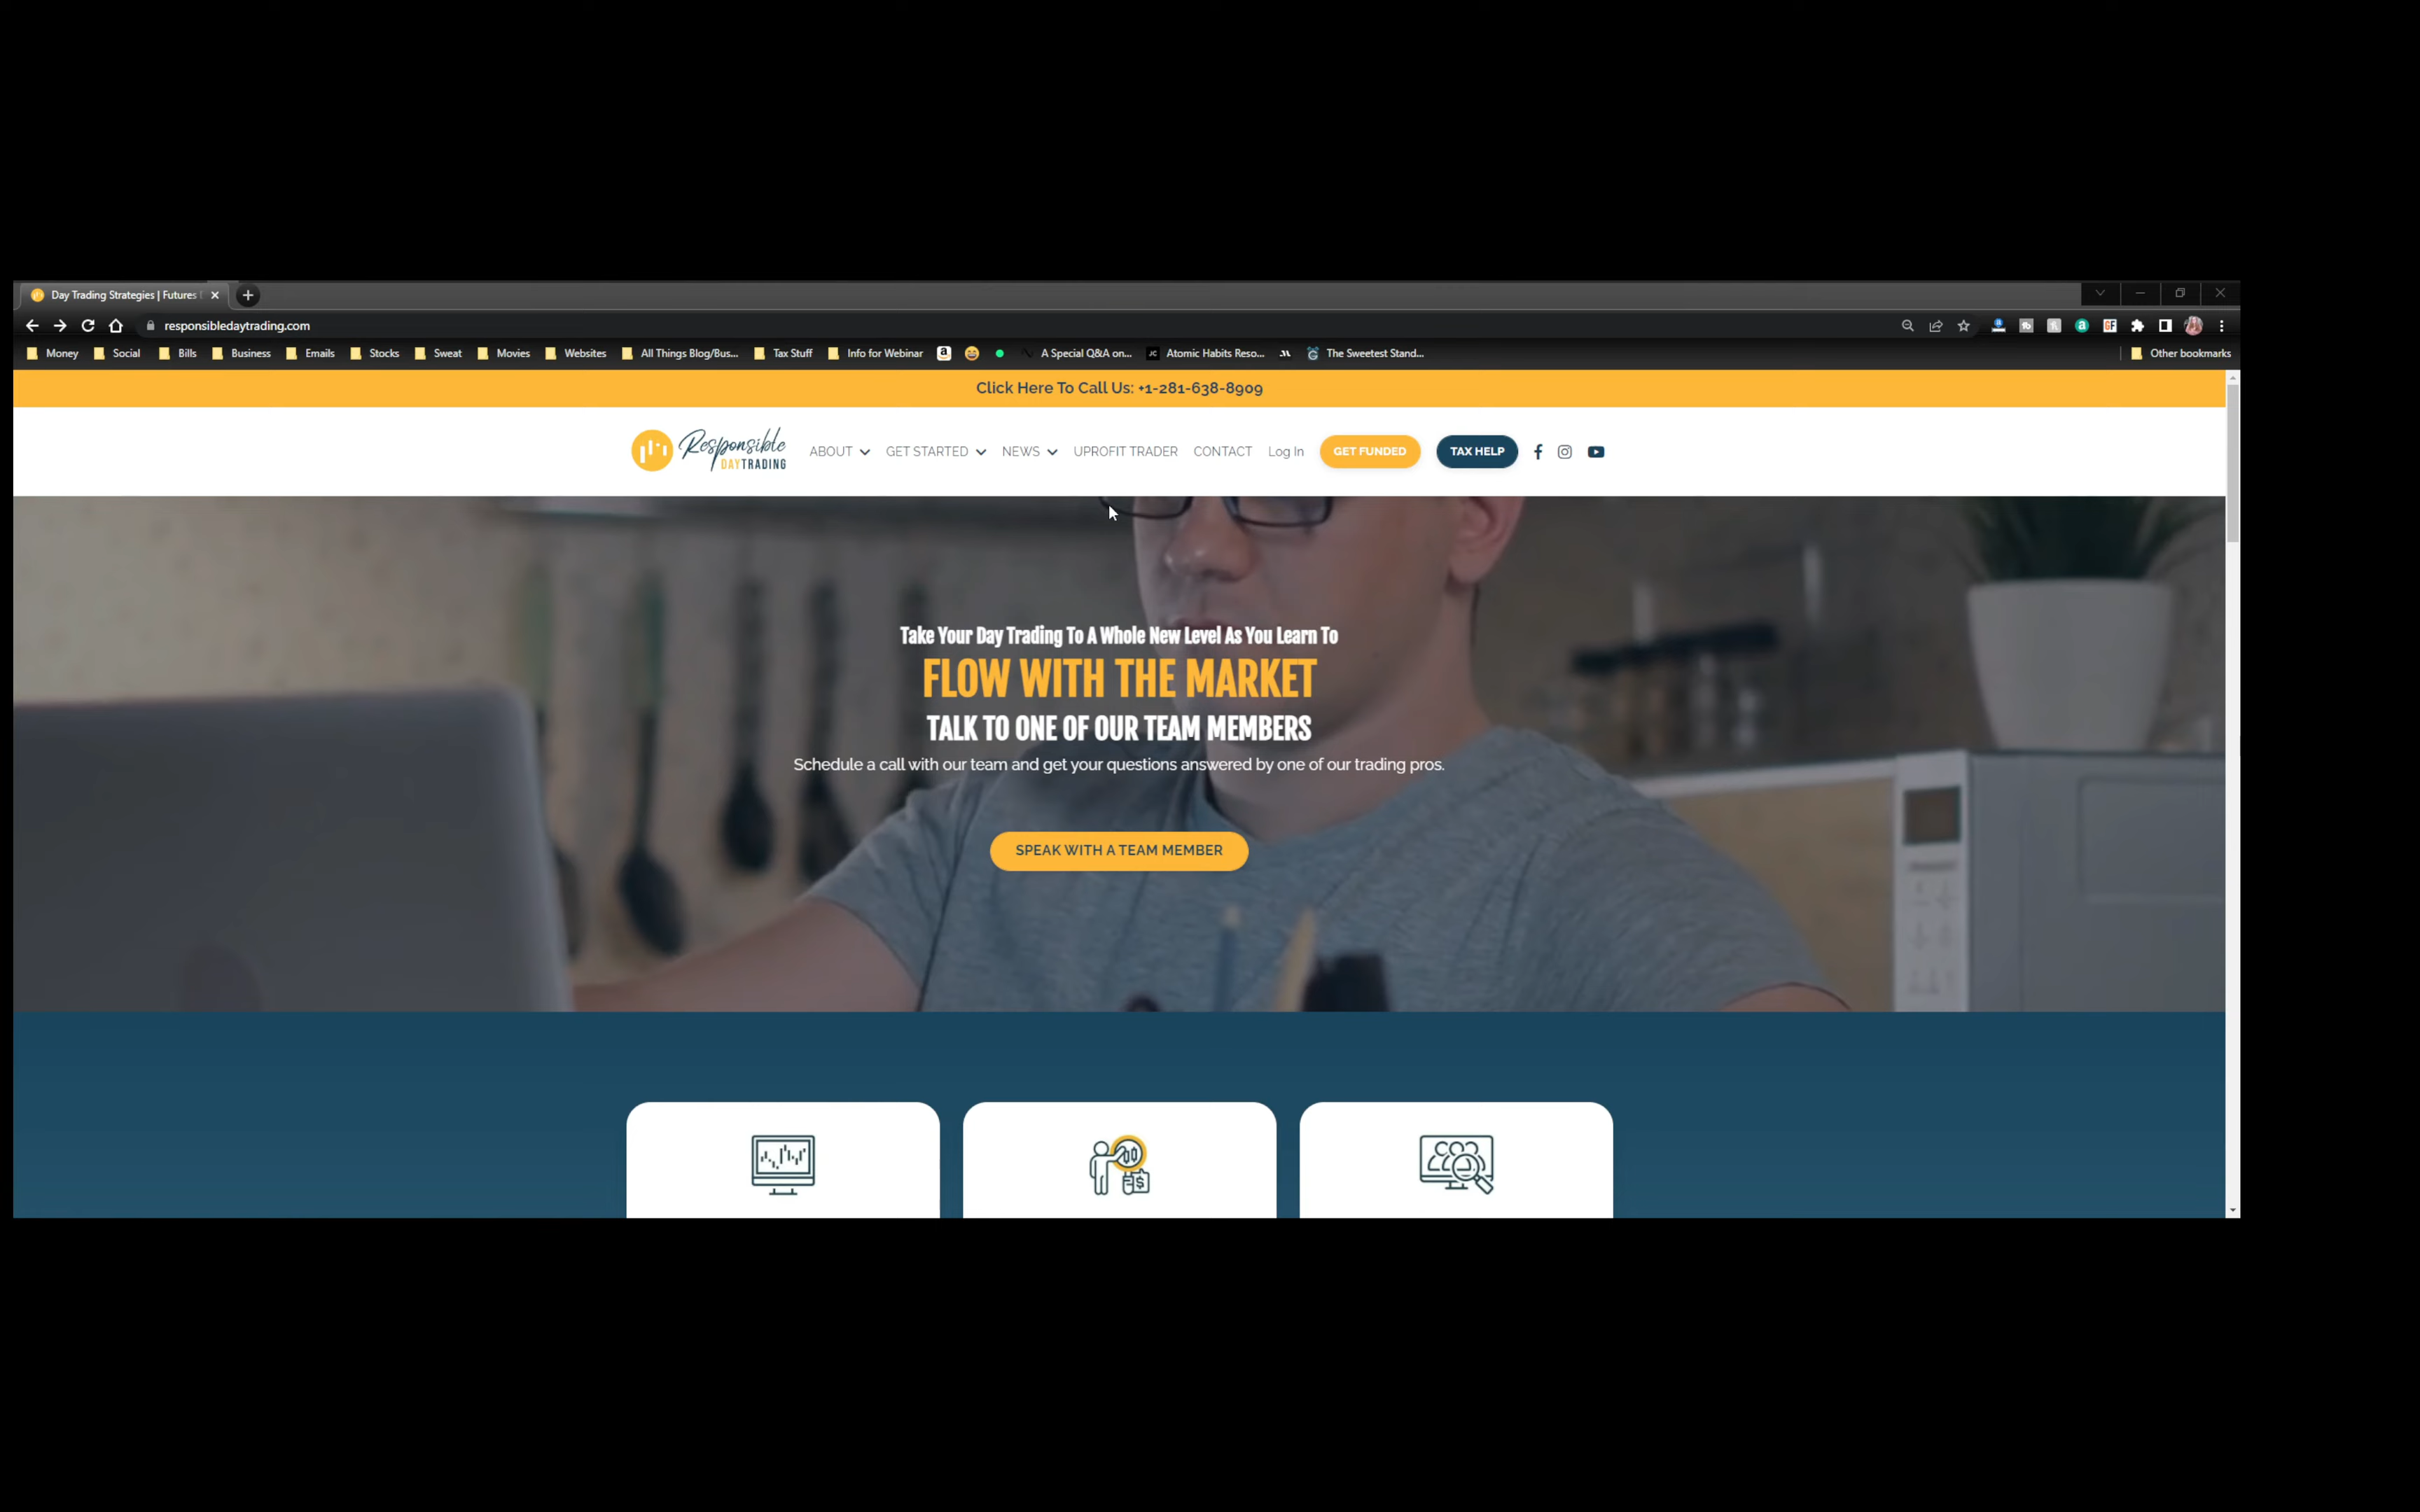 Day Trading Strategies | Futures
responsibledaytrading.com
Money Social Bills Business Emails Stocks Sweat Movies Websites All Things Blog/Bus... Tax Stuff Info for Webinar A Special Q&A on... Atomic Habits Reso... The Sweetest Stand... Other bookmarks
Click Here To Call Us: +1-281-638-8909
Responsible
DAYTRADING
ABOUT GET STARTED NEWS UPROFIT TRADER CONTACT Log In GET FUNDED TAX HELP
Take Your Day Trading To A Whole New Level As You Learn To
FLOW WITH THE MARKET
TALK TO ONE OF OUR TEAM MEMBERS
Schedule a call with our team and get your questions answered by one of our trading pros.
SPEAK WITH A TEAM MEMBER